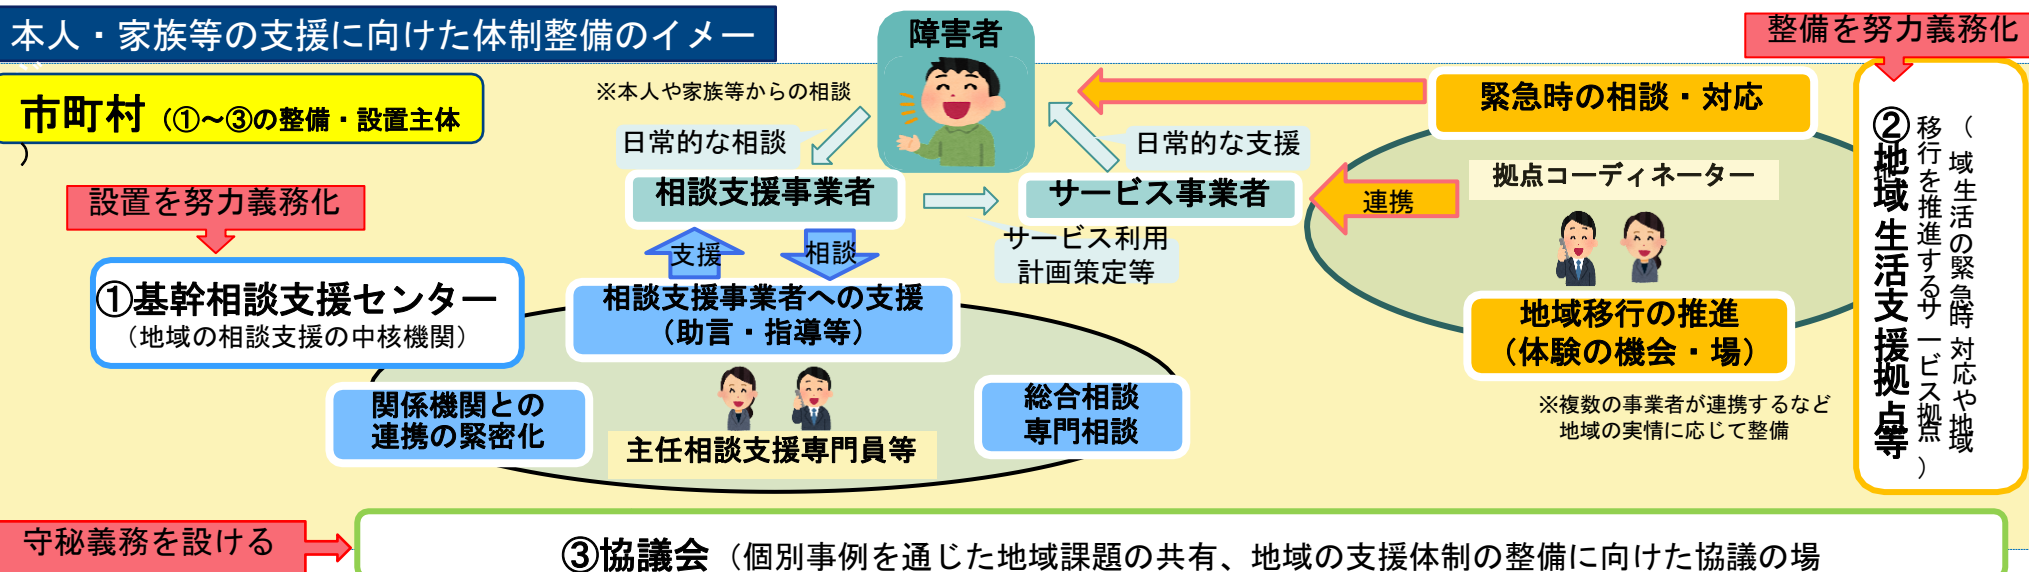 本人・家族等の支援に向けた体制整備のイメー
障害者
整備を努力義務化
市町村（①～③の整備・設置主体
）
※本人や家族等からの相談
緊急時の相談・対応
日常的な相談
日常的な支援
相談支援事業者
サービス事業者
連携
拠点コーディネーター
設置を努力義務化
支援
相談
サービス利用
計画策定等
①基幹相談支援センター
（地域の相談支援の中核機関）
相談支援事業者への支援
（助言・指導等）
地域移行の推進
（体験の機会・場）
②地域生活支援拠点等
（地域生活の緊急時対応や地域
移行を推進するサービス拠点）
関係機関との
連携の緊密化
総合相談
専門相談
主任相談支援専門員等
※複数の事業者が連携するなど
地域の実情に応じて整備
守秘義務を設ける
③協議会（個別事例を通じた地域課題の共有、地域の支援体制の整備に向けた協議の場